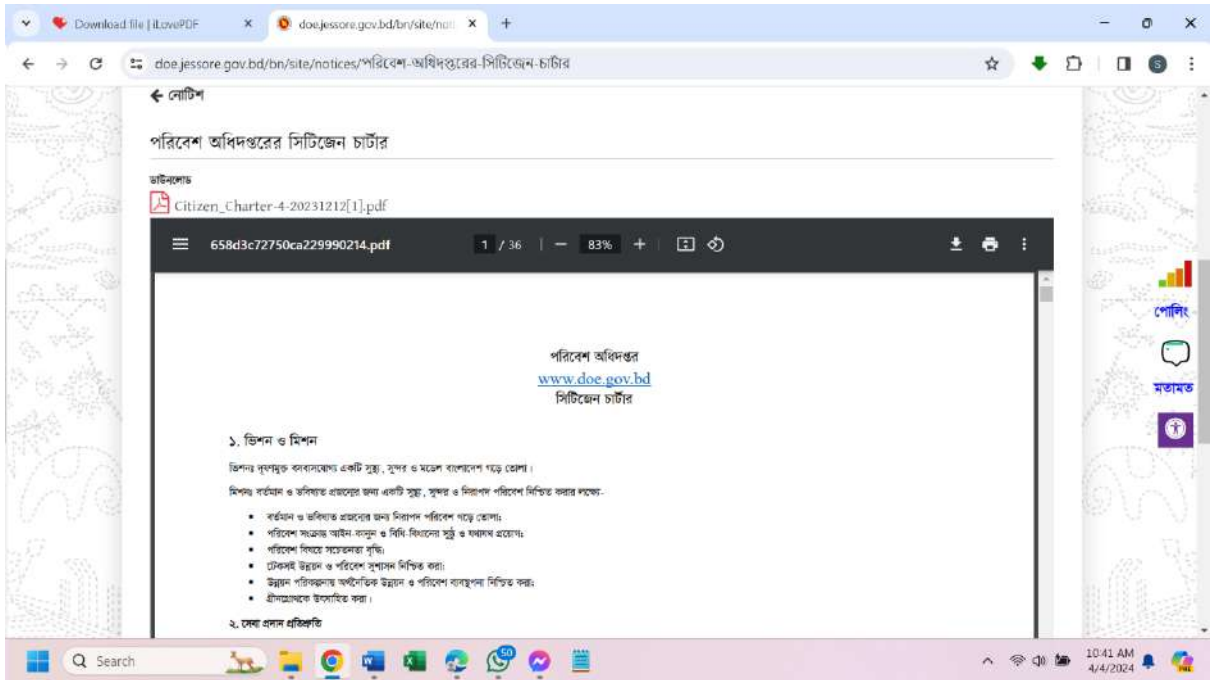 Download file | iLovePDF
doe.jessore.gov.bd/bn/site/noti
doe.jessore.gov.bd/bn/site/notices/পরিবেশ-অধিদপ্তরের-সিটিজেন-চার্টার
S
নোটিশ
পরিবেশ অধিদপ্তরের সিটিজেন চার্টার
ডাউনলোড
Citizen_Charter-4-20231212[1].pdf
658d3c72750ca229990214.pdf
1 / 36
83%
পরিবেশ অধিদপ্তর
www.doe.gov.bd
সিটিজেন চার্টার
১. ভিশন ও মিশন
ভিশনঃ দূষণমুক্ত বসবাসযোগ্য একটি সুস্থ, সুন্দর ও মডেল বাংলাদেশ গড়ে তোলা।
মিশনঃ বর্তমান ও ভবিষ্যত প্রজন্মের জন্য একটি সুস্থ, সুন্দর ও নিরাপদ পরিবেশ নিশ্চিত করার লক্ষ্যে-
বর্তমান ও ভবিষ্যত প্রজন্মের জন্য নিরাপদ পরিবেশ গড়ে তোলা;
পরিবেশ সংক্রান্ত আইন-কানুন ও বিধি-বিধানের সুষ্ঠু ও যথাযথ প্রয়োগ;
পরিবেশ বিষয়ে সচেতনতা বৃদ্ধি;
টেকসই উন্নয়ন ও পরিবেশ সুশাসন নিশ্চিত করা;
উন্নয়ন পরিকল্পনায় অর্থনৈতিক উন্নয়ন ও পরিবেশ ব্যবস্থাপনা নিশ্চিত করা;
গ্রীনগ্রোথকে উৎসাহিত করা।
২. সেবা প্রদান প্রতিশ্রুতি
পোলিং
মতামত
Search
50
10:41 AM
4/4/2024